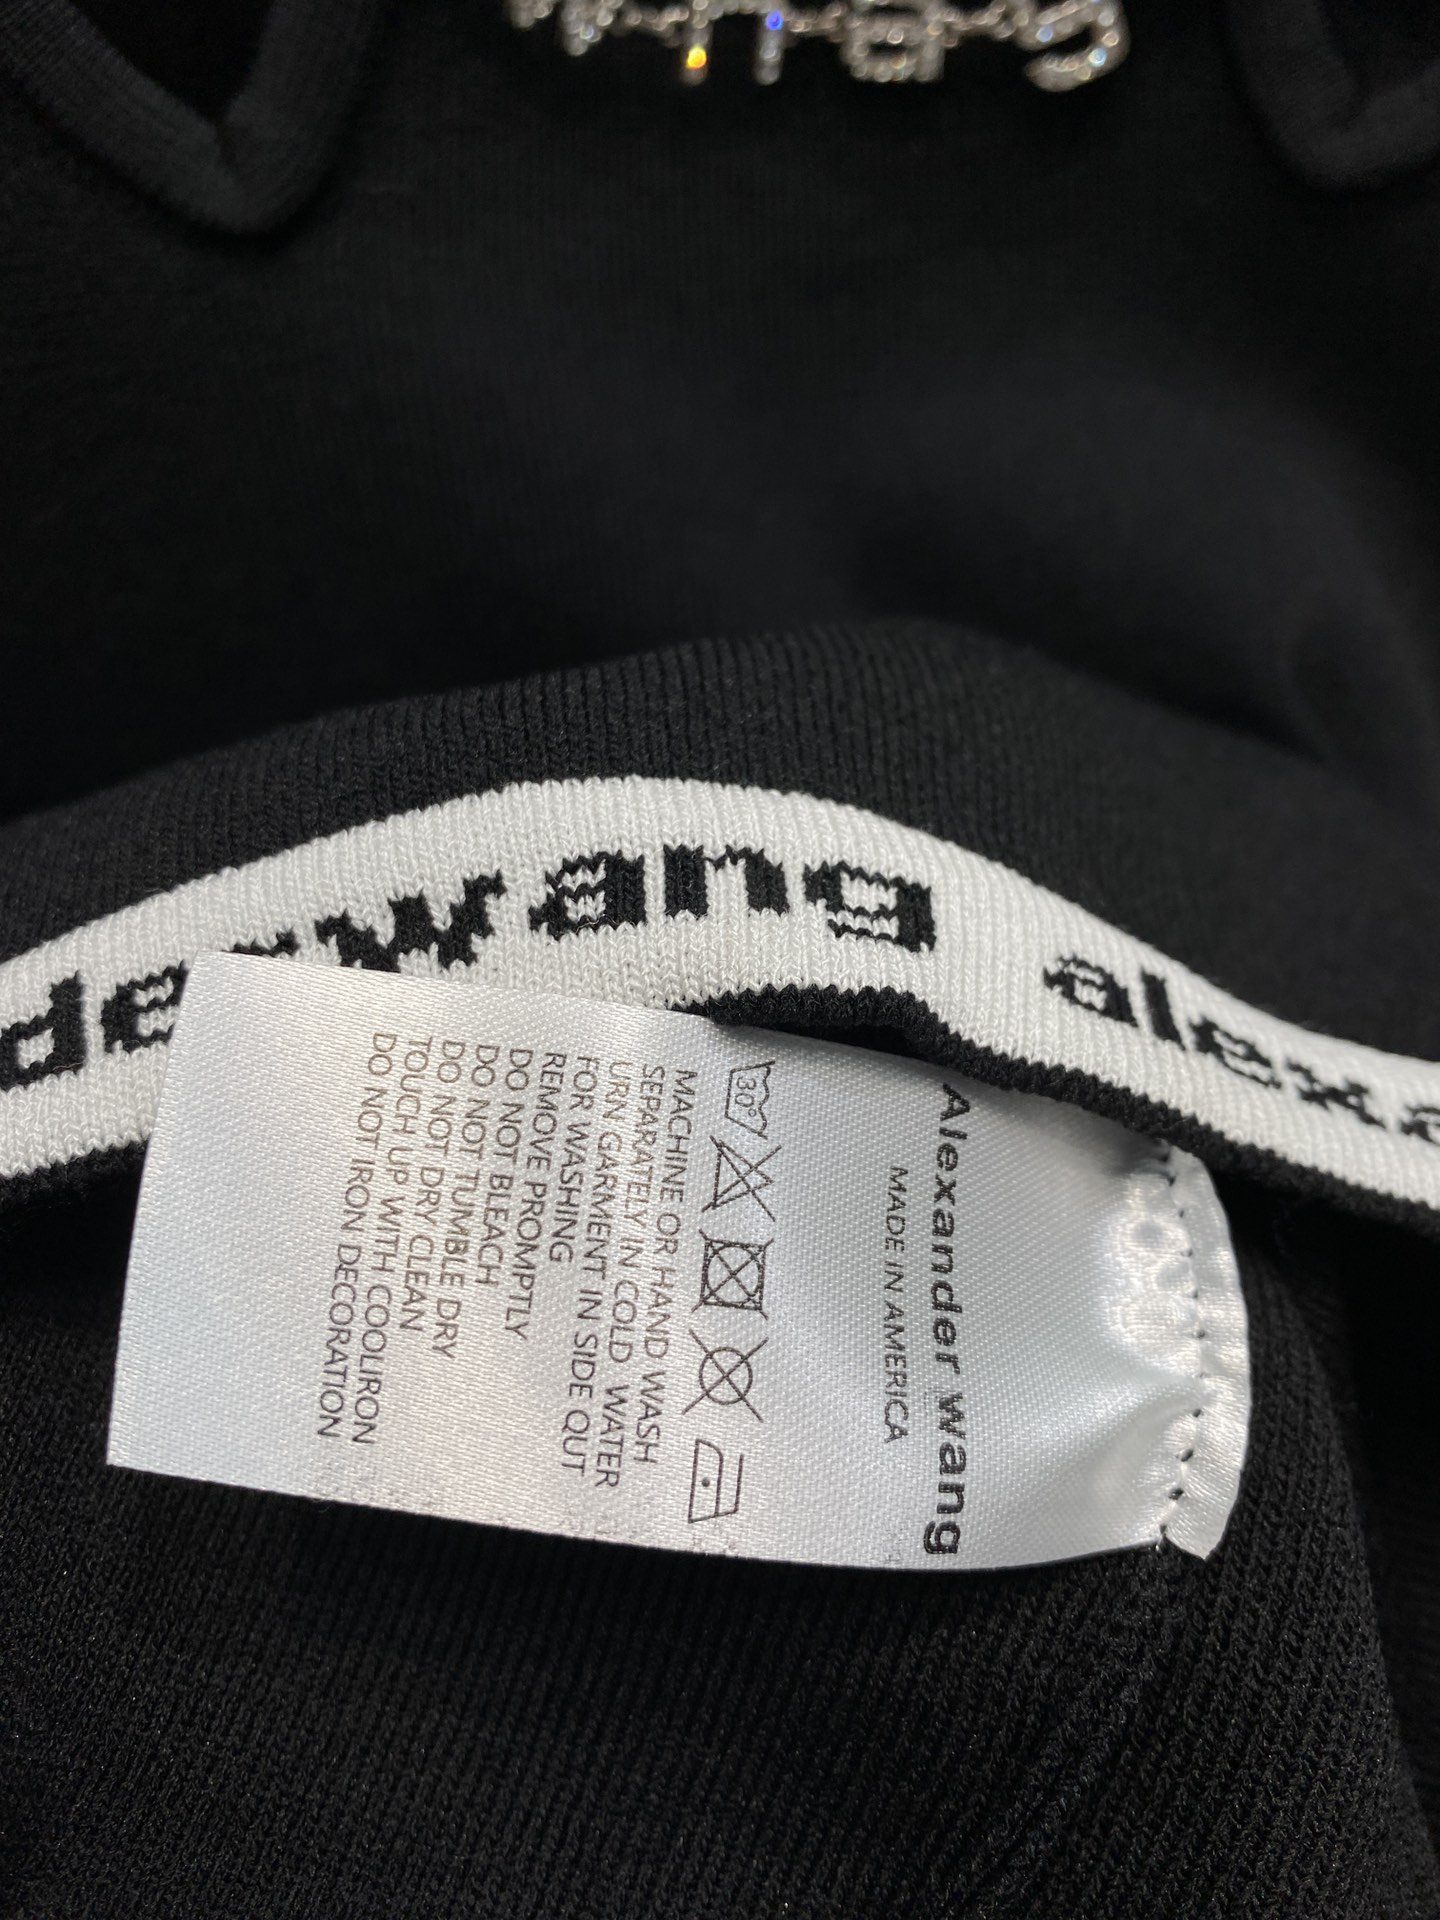 wang alexa
Alexander wang
MADE IN AMERICA
30°
MACHINE OR HAND WASH
SEPARATELY IN COLD WATER
URN GARMENT IN SIDE OUT
FOR WASHING
REMOVE PROMPTLY
DO NOT BLEACH
DO NOT TUMBLE DRY
DO NOT DRY CLEAN
TOUCH UP WITH COOLIRON
DO NOT IRON DECORATION